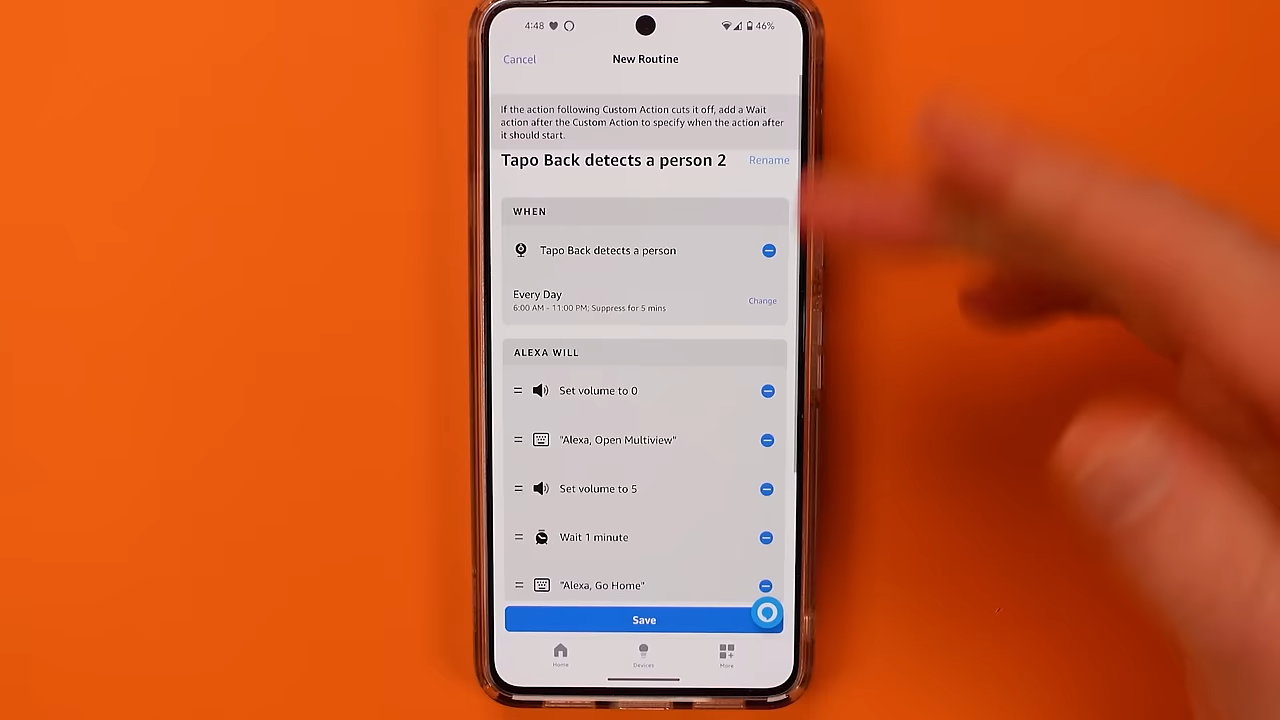 4:48
46%
Cancel
New Routine
If the action following Custom Action cuts it off, add a Wait
action after the Custom Action to specify when the action after
it should start.
Tapo Back detects a person 2
Rename
WHEN
Tapo Back detects a person
Every Day
6:00 AM - 11:00 PM; Suppress for 5 mins
Change
ALEXA WILL
Set volume to 0
"Alexa, Open Multiview"
Set volume to 5
Wait 1 minute
"Alexa, Go Home"
Save
Home
Devices
More